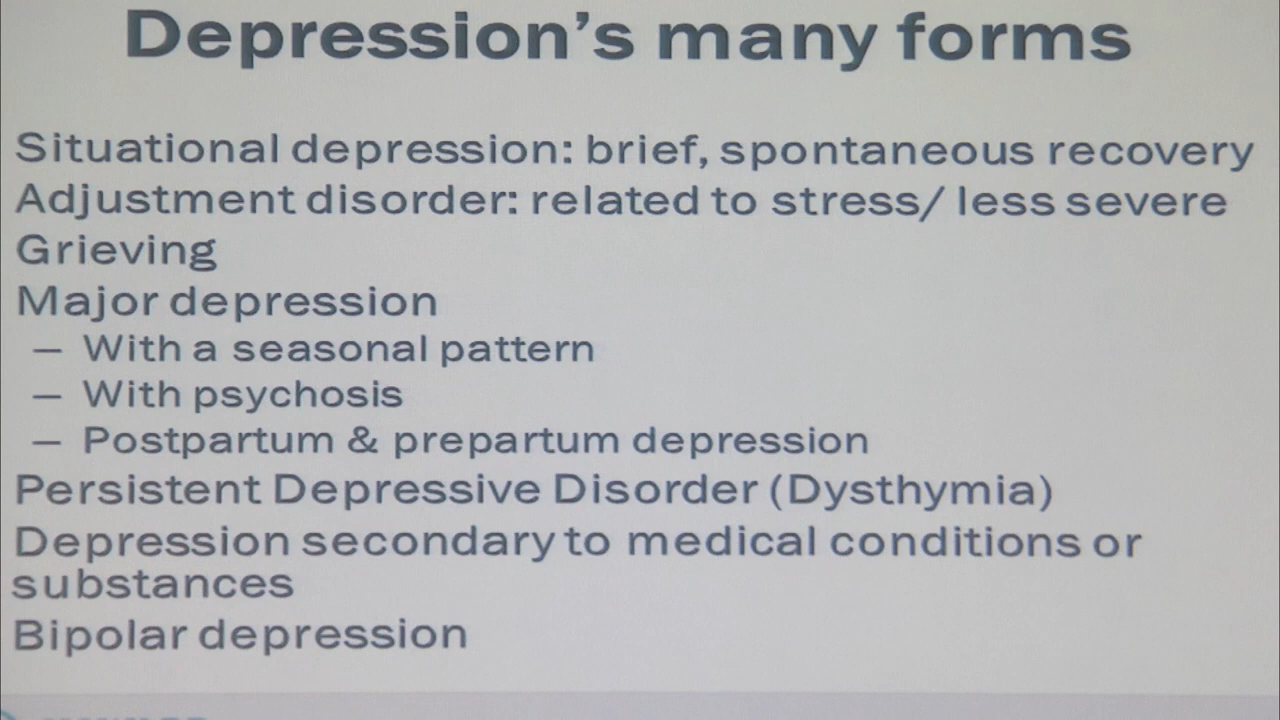 Depression's many forms
Situational depression: brief, spontaneous recovery
Adjustment disorder: related to stress/ less severe
Grieving
Major depression
– With a seasonal pattern
– With psychosis
– Postpartum & prepartum depression
Persistent Depressive Disorder (Dysthymia)
Depression secondary to medical conditions or
substances
Bipolar depression